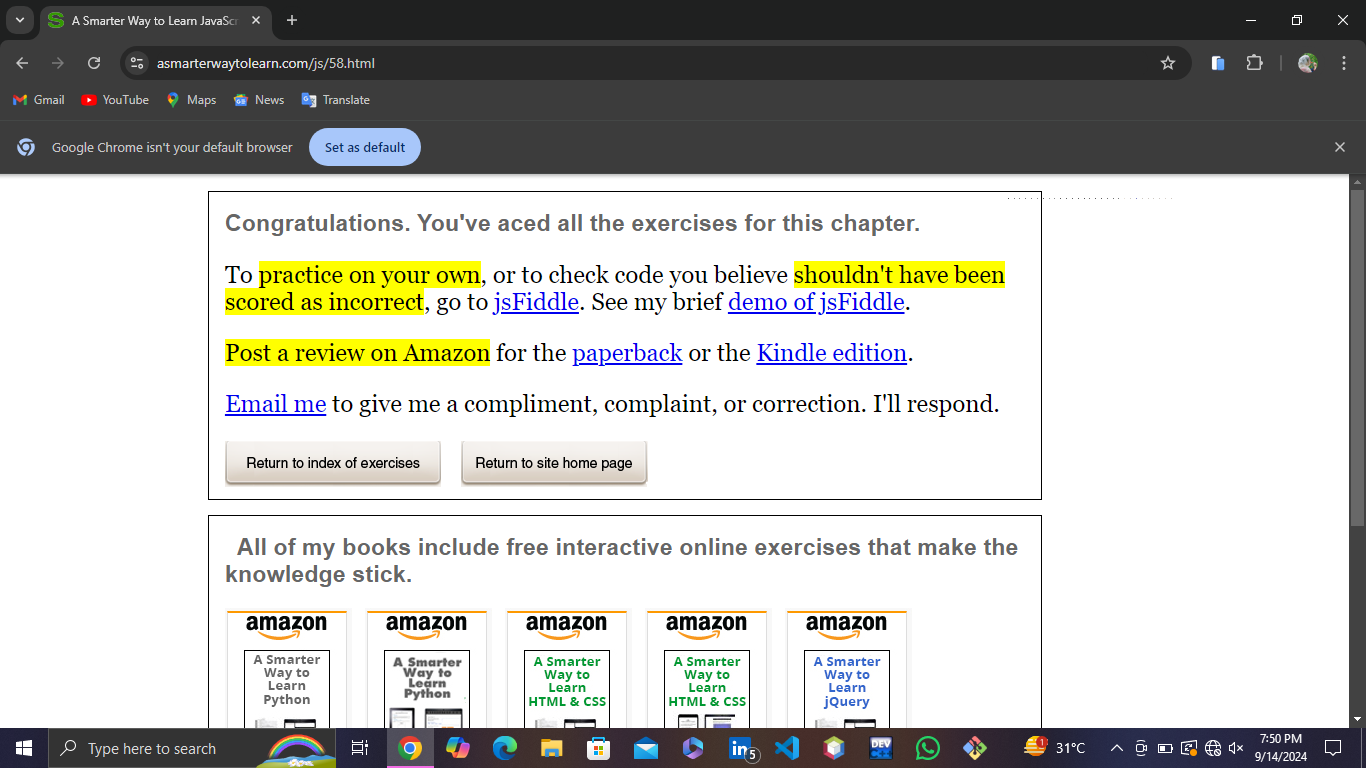 A Smarter Way to Learn JavaScr
asmarterwaytolearn.com/js/58.html
Gmail YouTube Maps News Translate
Google Chrome isn't your default browser Set as default
Congratulations. You've aced all the exercises for this chapter.
To practice on your own, or to check code you believe shouldn't have been
scored as incorrect, go to jsFiddle. See my brief demo of jsFiddle.
Post a review on Amazon for the paperback or the Kindle edition.
Email me to give me a compliment, complaint, or correction. I'll respond.
Return to index of exercises Return to site home page
All of my books include free interactive online exercises that make the
knowledge stick.
amazon amazon amazon amazon amazon
A Smarter A Smarter A Smarter A Smarter A Smarter
Way to Way to Way to Way to Way to
Learn Learn Learn Learn Learn
Python Python HTML & CSS HTML & CSS jQuery
Type here to search
in 5
DEV
1
31°C
7:50 PM
9/14/2024